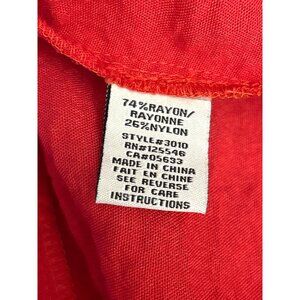 74%RAYON/
RAYONNE
26%NYLON
STYLE#3010
RN#125546
CA#05633
MADE IN CHINA
FAIT EN CHINE
SEE REVERSE
FOR CARE
INSTRUCTIONS